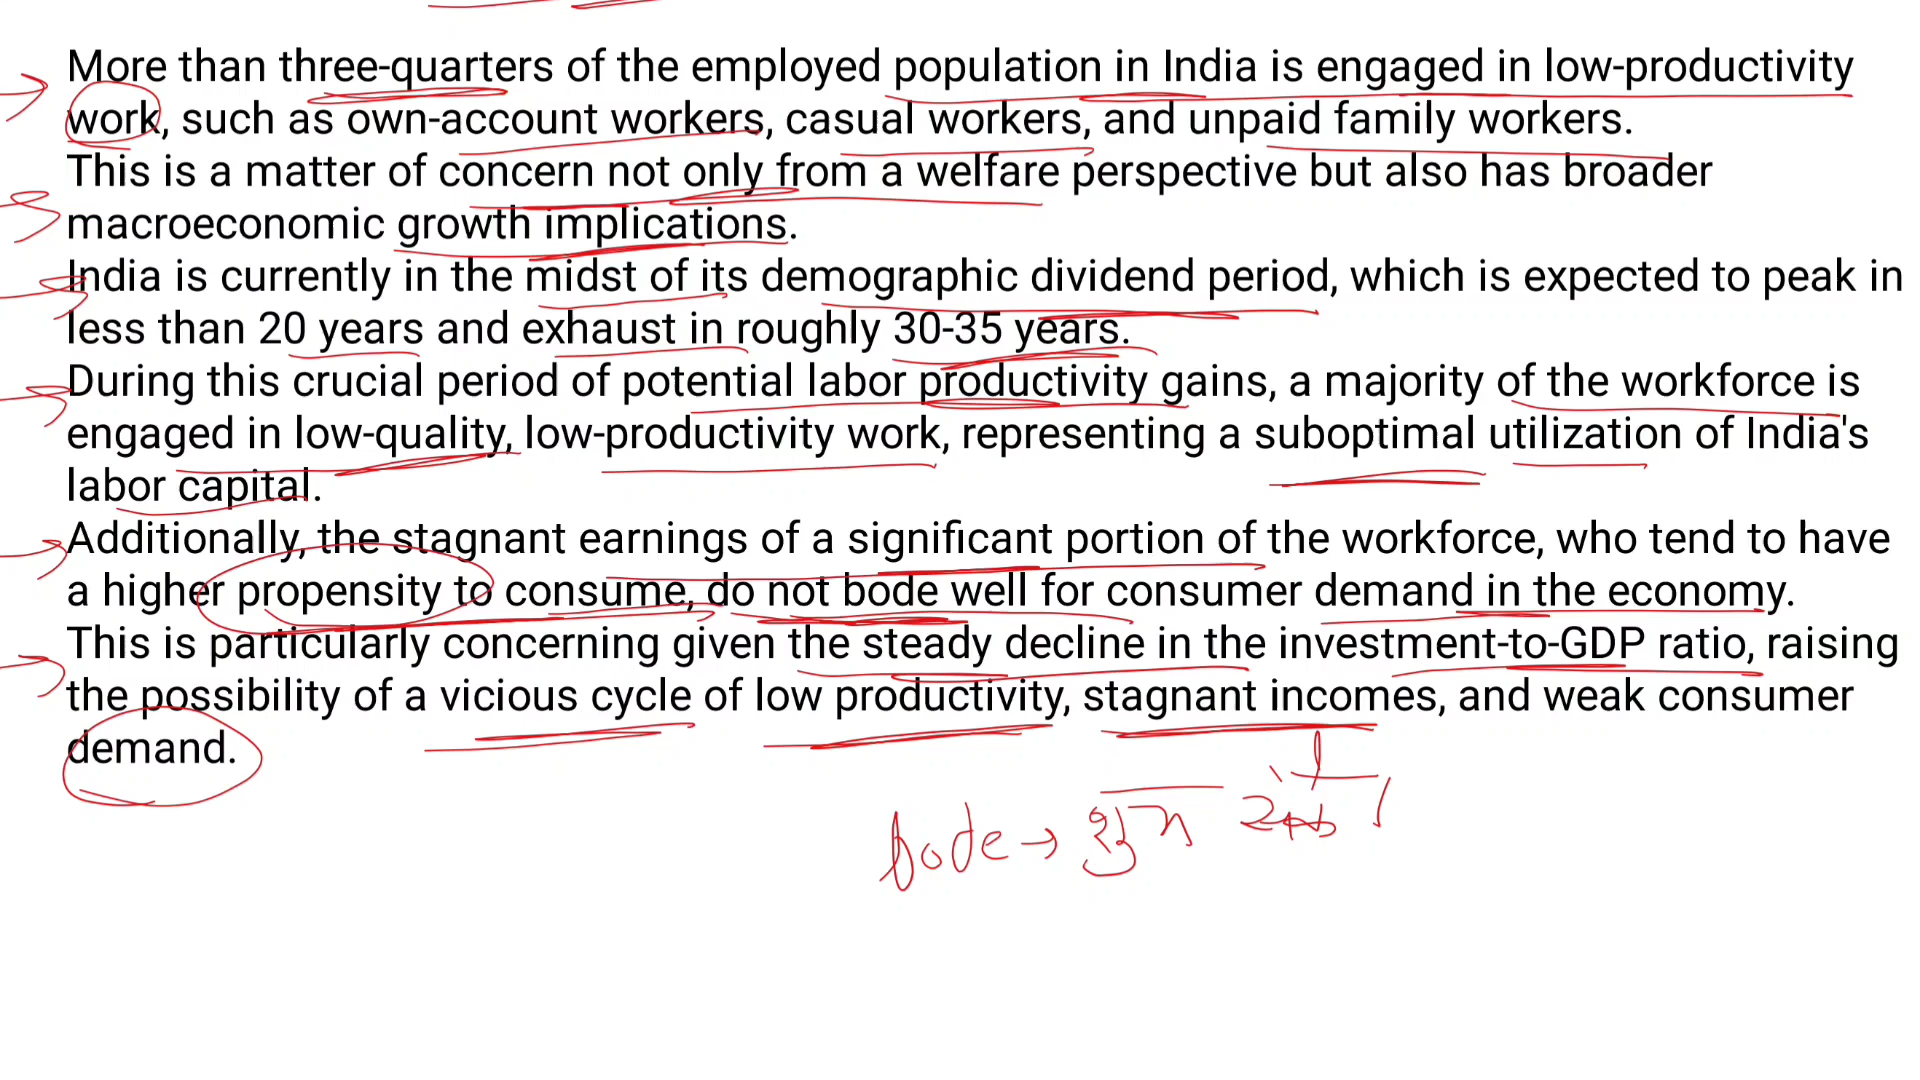 More than three-quarters of the employed population in India is engaged in low-productivity
work, such as own-account workers, casual workers, and unpaid family workers.
This is a matter of concern not only from a welfare perspective but also has broader
macroeconomic growth implications.
India is currently in the midst of its demographic dividend period, which is expected to peak in
less than 20 years and exhaust in roughly 30-35 years.
During this crucial period of potential labor productivity gains, a majority of the workforce is
engaged in low-quality, low-productivity work, representing a suboptimal utilization of India's
labor capital.
Additionally, the stagnant earnings of a significant portion of the workforce, who tend to have
a higher propensity to consume, do not bode well for consumer demand in the economy.
This is particularly concerning given the steady decline in the investment-to-GDP ratio, raising
the possibility of a vicious cycle of low productivity, stagnant incomes, and weak consumer
demand.
bode →